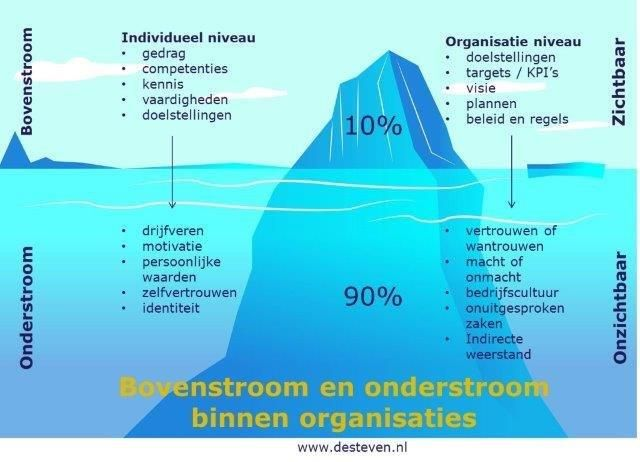 Bovenstroom
Individueel niveau
• gedrag
• competenties
• kennis
• vaardigheden
• doelstellingen
10%
Organisatie niveau
• doelstellingen
• targets / KPI's
• visie
• plannen
• beleid en regels
Zichtbaar
Onderstroom
• drijfveren
• motivatie
• persoonlijke
waarden
• zelfvertrouwen
• identiteit
90%
• vertrouwen of
wantrouwen
• macht of
onmacht
• bedrijfscultuur
• onuitgesproken
zaken
• Indirecte
weerstand
Onzichtbaar
Bovenstroom en onderstroom
binnen organisaties
www.desteven.nl